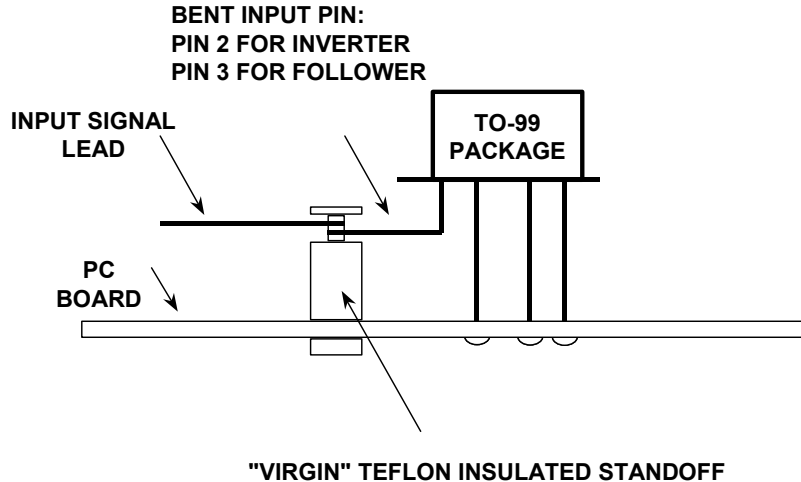 BENT INPUT PIN:
PIN 2 FOR INVERTER
PIN 3 FOR FOLLOWER
INPUT SIGNAL
LEAD
TO-99
PACKAGE
PC
BOARD
"VIRGIN" TEFLON INSULATED STANDOFF